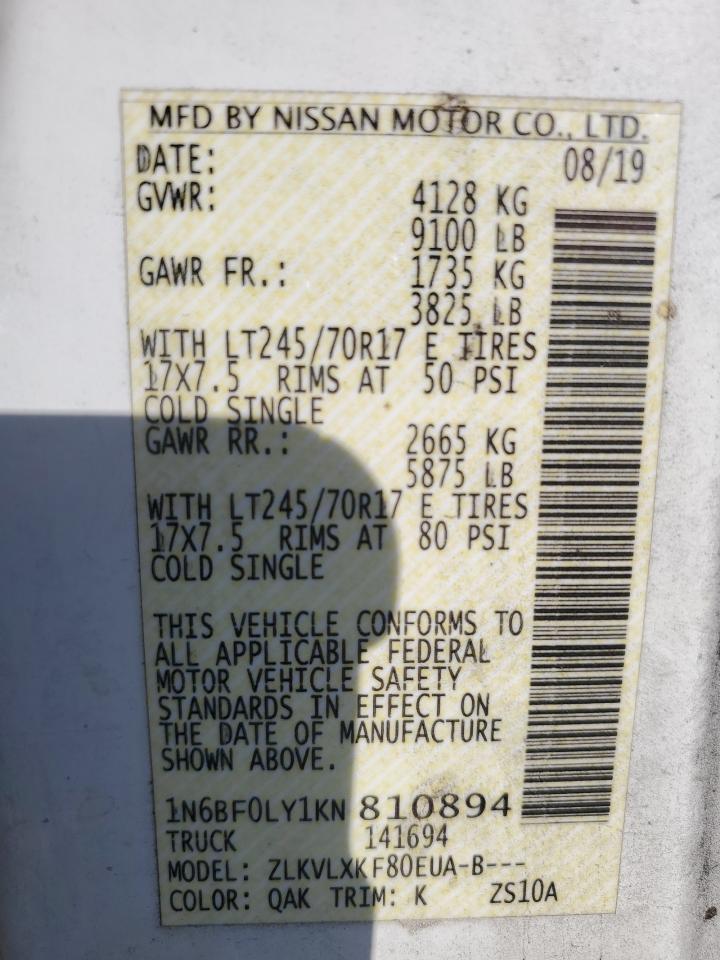 MFD BY NISSAN MOTOR CO., LTD.
DATE: 08/19
GVWR: 4128 KG
9100 LB
GAWR FR.: 1735 KG
3825 LB
WITH LT245/70R17 E TIRES
17X7.5 RIMS AT 50 PSI
COLD SINGLE
GAWR RR.: 2665 KG
5875 LB
WITH LT245/70R17 E TIRES
17X7.5 RIMS AT 80 PSI
COLD SINGLE
THIS VEHICLE CONFORMS TO
ALL APPLICABLE FEDERAL
MOTOR VEHICLE SAFETY
STANDARDS IN EFFECT ON
THE DATE OF MANUFACTURE
SHOWN ABOVE.
1N6BF0LY1KN 810894
TRUCK 141694
MODEL: ZLKVLXKF80EUA-B---
COLOR: QAK TRIM: K ZS10A